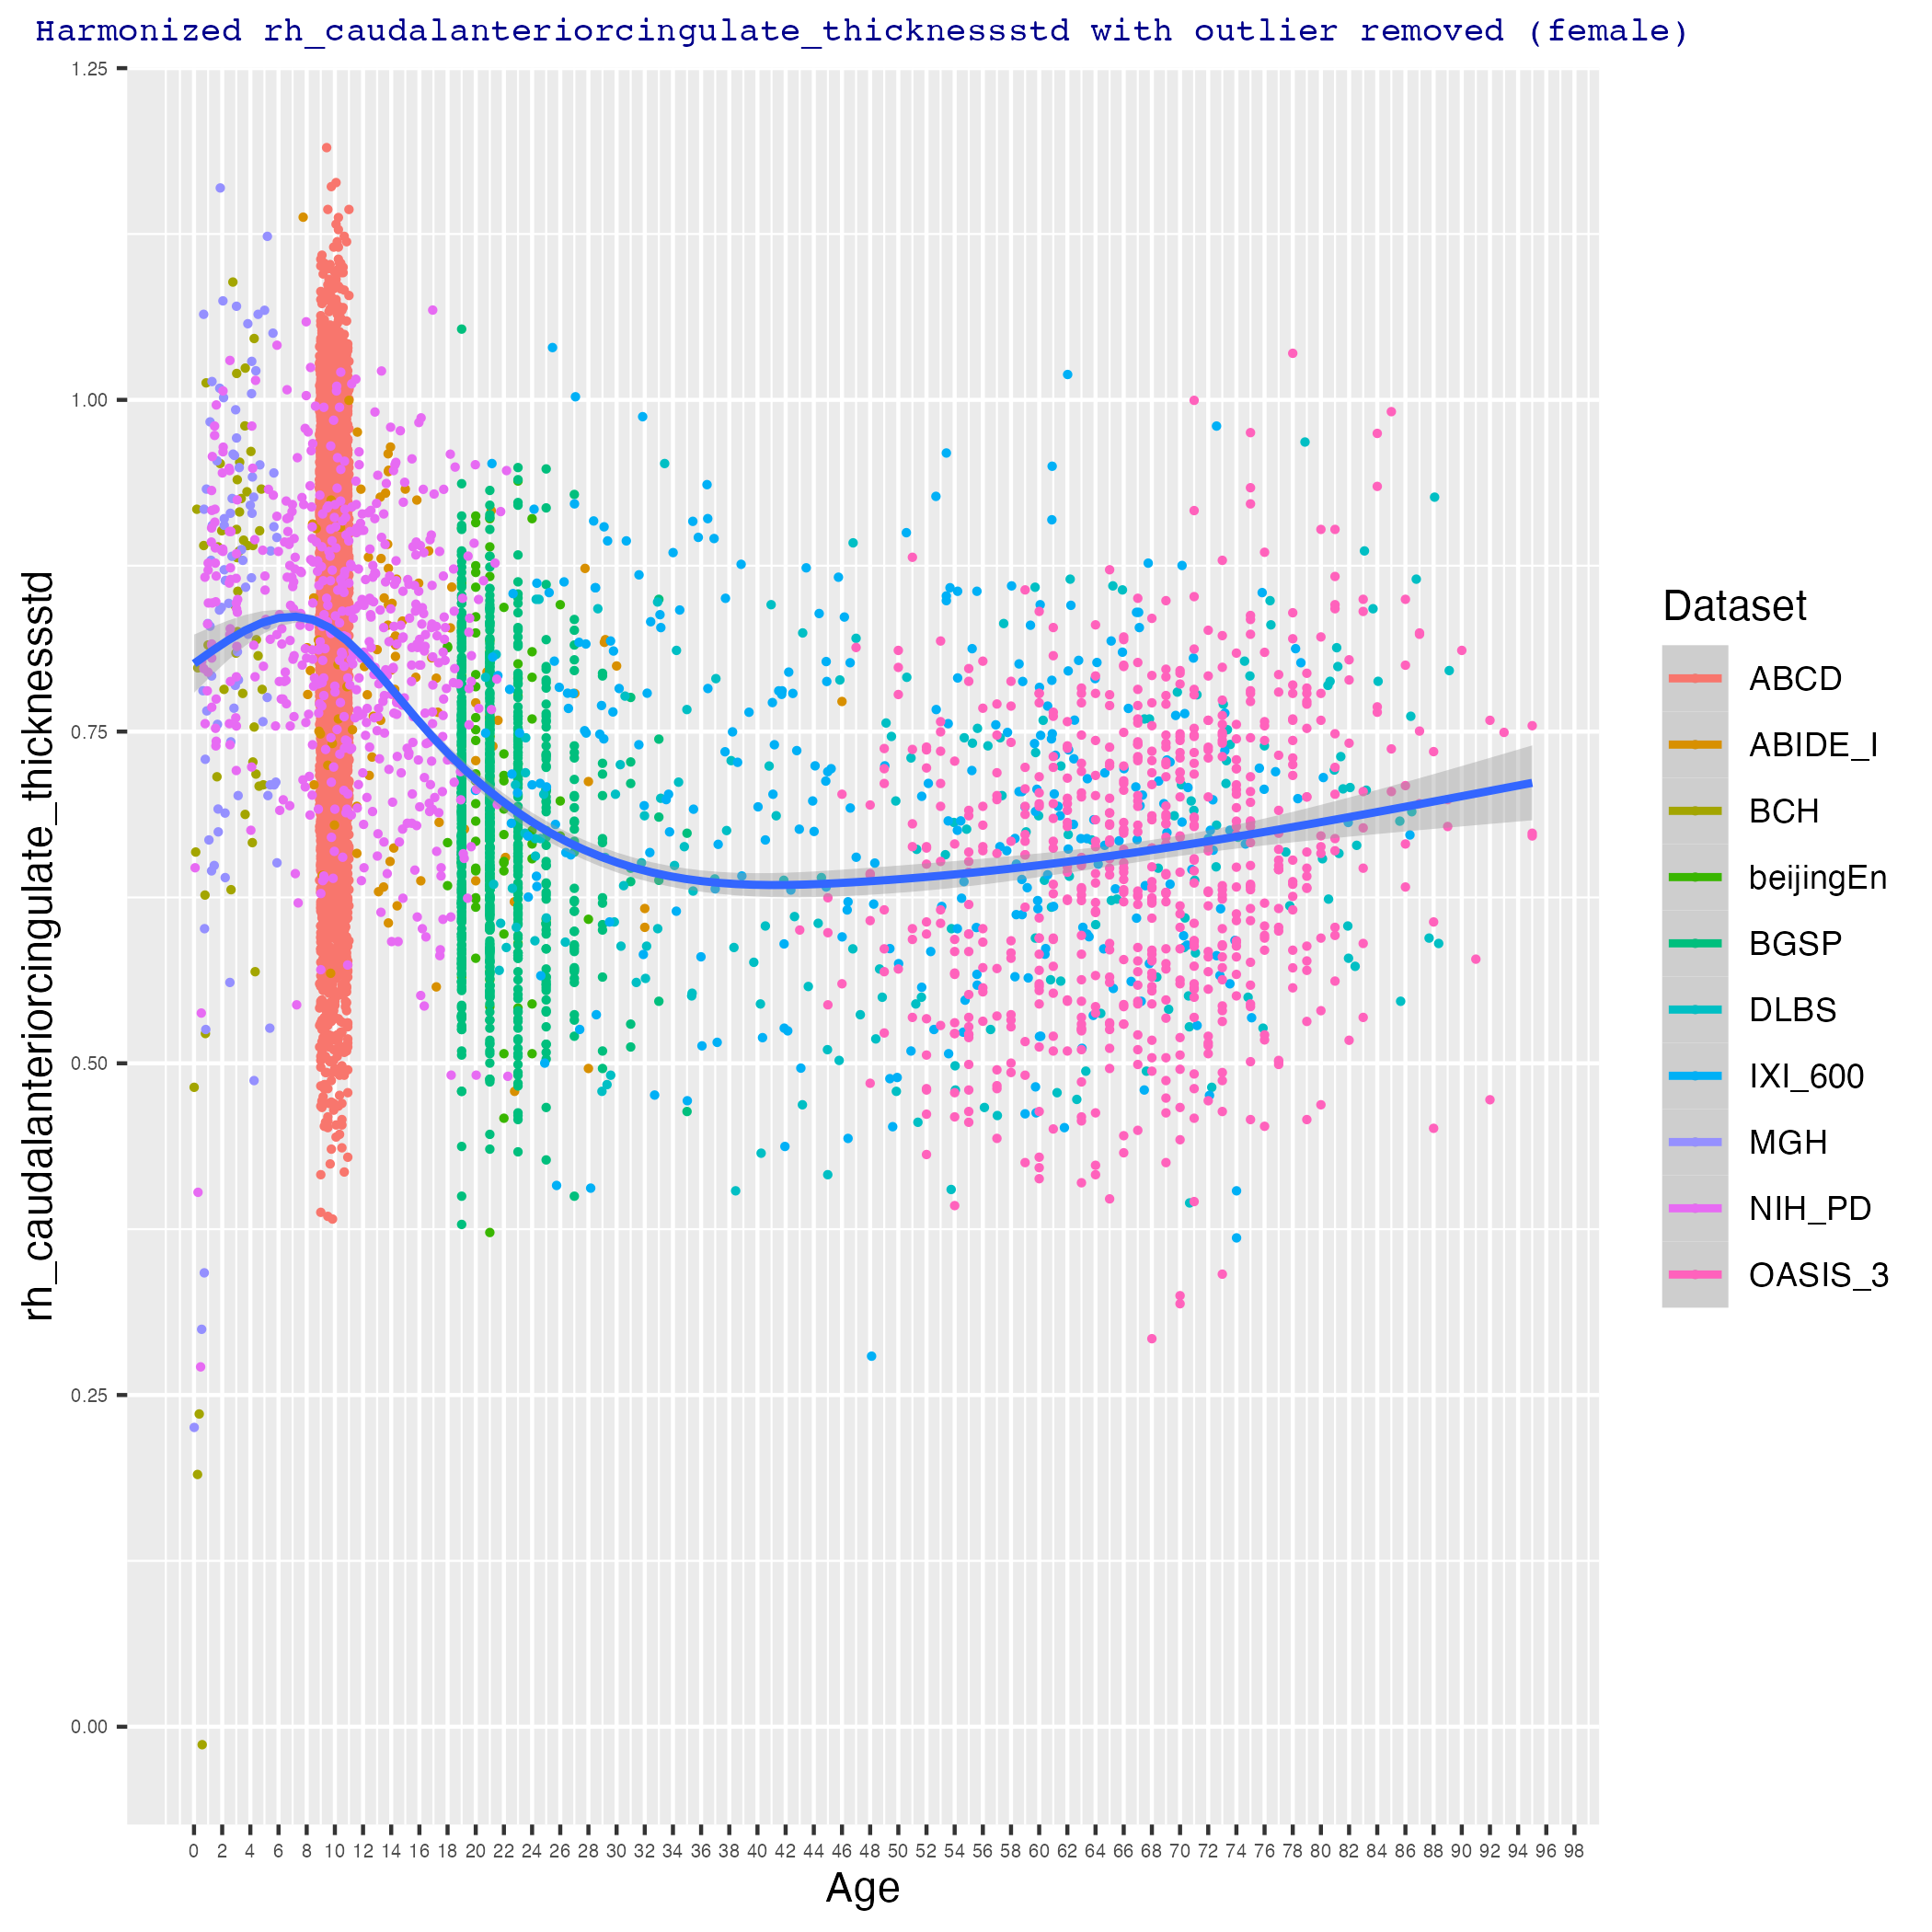 Harmonized rh_caudalanteriorcingulate_thicknessstd with outlier removed (female)
rh_caudalanteriorcingulate_thicknessstd
1.25
1.00
0.75
0.50
0.25
0.00
0 2 4 6 8 10 12 14 16 18 20 22 24 26 28 30 32 34 36 38 40 42 44 46 48 50 52 54 56 58 60 62 64 66 68 70 72 74 76 78 80 82 84 86 88 90 92 94 96 98
Age
Dataset
ABCD
ABIDE_I
BCH
beijingEn
BGSP
DLBS
IXI_600
MGH
NIH_PD
OASIS_3